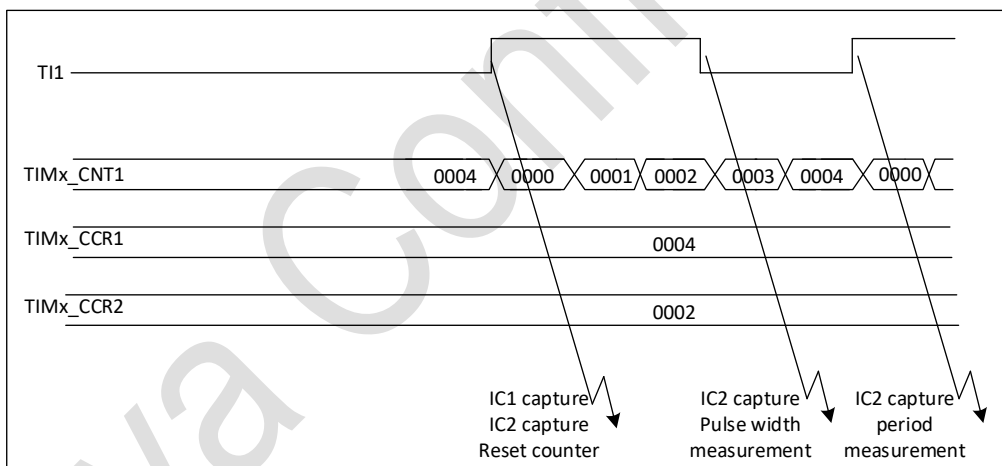 TI1
TIMx_CNT1
0004 0000 0001 0002 0003 0004 0000
TIMx_CCR1
0004
TIMx_CCR2
0002
IC1 capture
IC2 capture
Reset counter
IC2 capture
Pulse width
measurement
IC2 capture
period
measurement